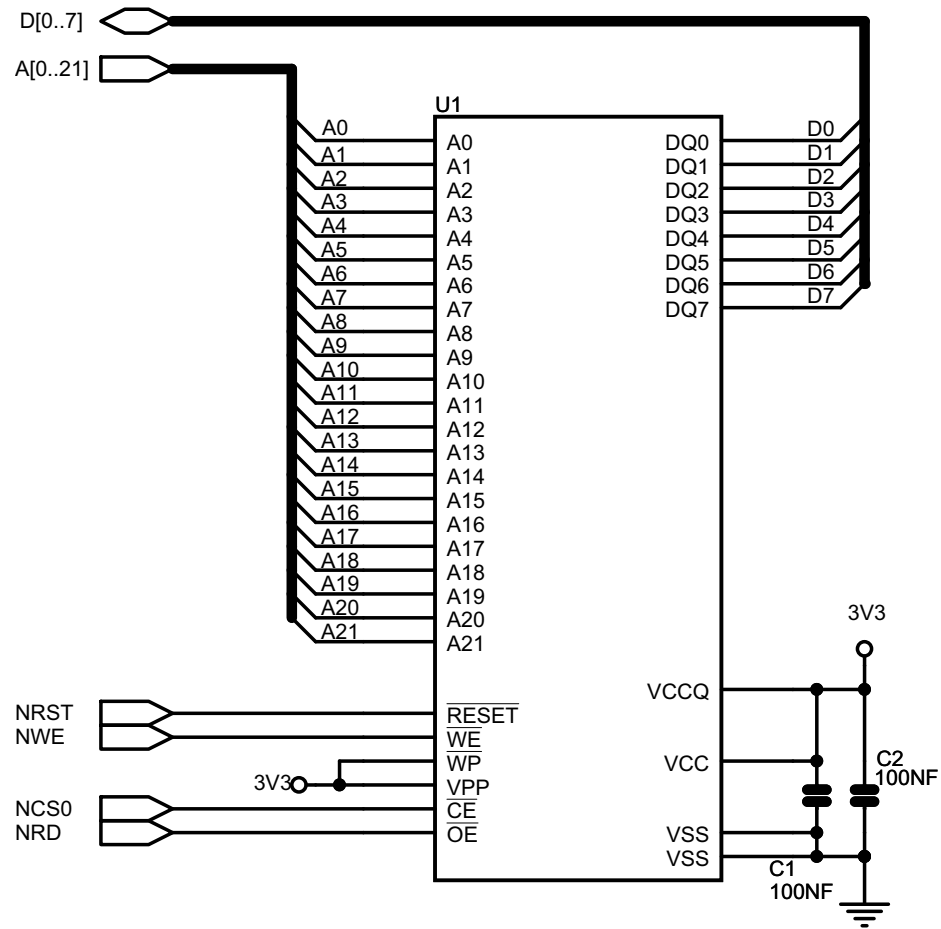 D[0..7]
A[0..21]
U1
A0 A0 DQ0 D0
A1 A1 DQ1 D1
A2 A2 DQ2 D2
A3 A3 DQ3 D3
A4 A4 DQ4 D4
A5 A5 DQ5 D5
A6 A6 DQ6 D6
A7 A7 DQ7 D7
A8 A8
A9 A9
A10 A10
A11 A11
A12 A12
A13 A13
A14 A14
A15 A15
A16 A16
A17 A17
A18 A18
A19 A19
A20 A20
A21 A21
3V3
VCCQ
NRST RESET
NWE WE
WP VCC
C2
100NF
3V3 VPP
NCS0 CE
NRD OE VSS
VSS
C1
100NF